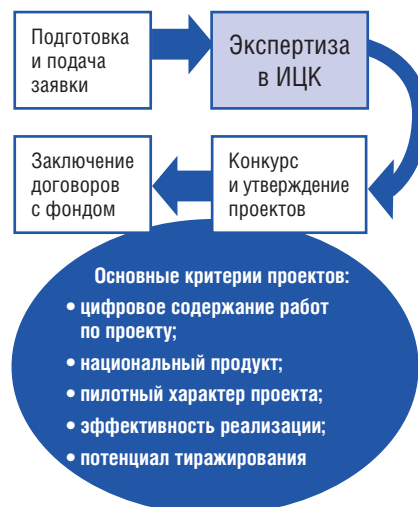 Подготовка
и подача
заявки
Экспертиза
в ИЦК
Конкурс
и утверждение
проектов
Заключение
договоров
с фондом
Основные критерии проектов:
• цифровое содержание работ
по проекту;
• национальный продукт;
• пилотный характер проекта;
• эффективность реализации;
• потенциал тиражирования